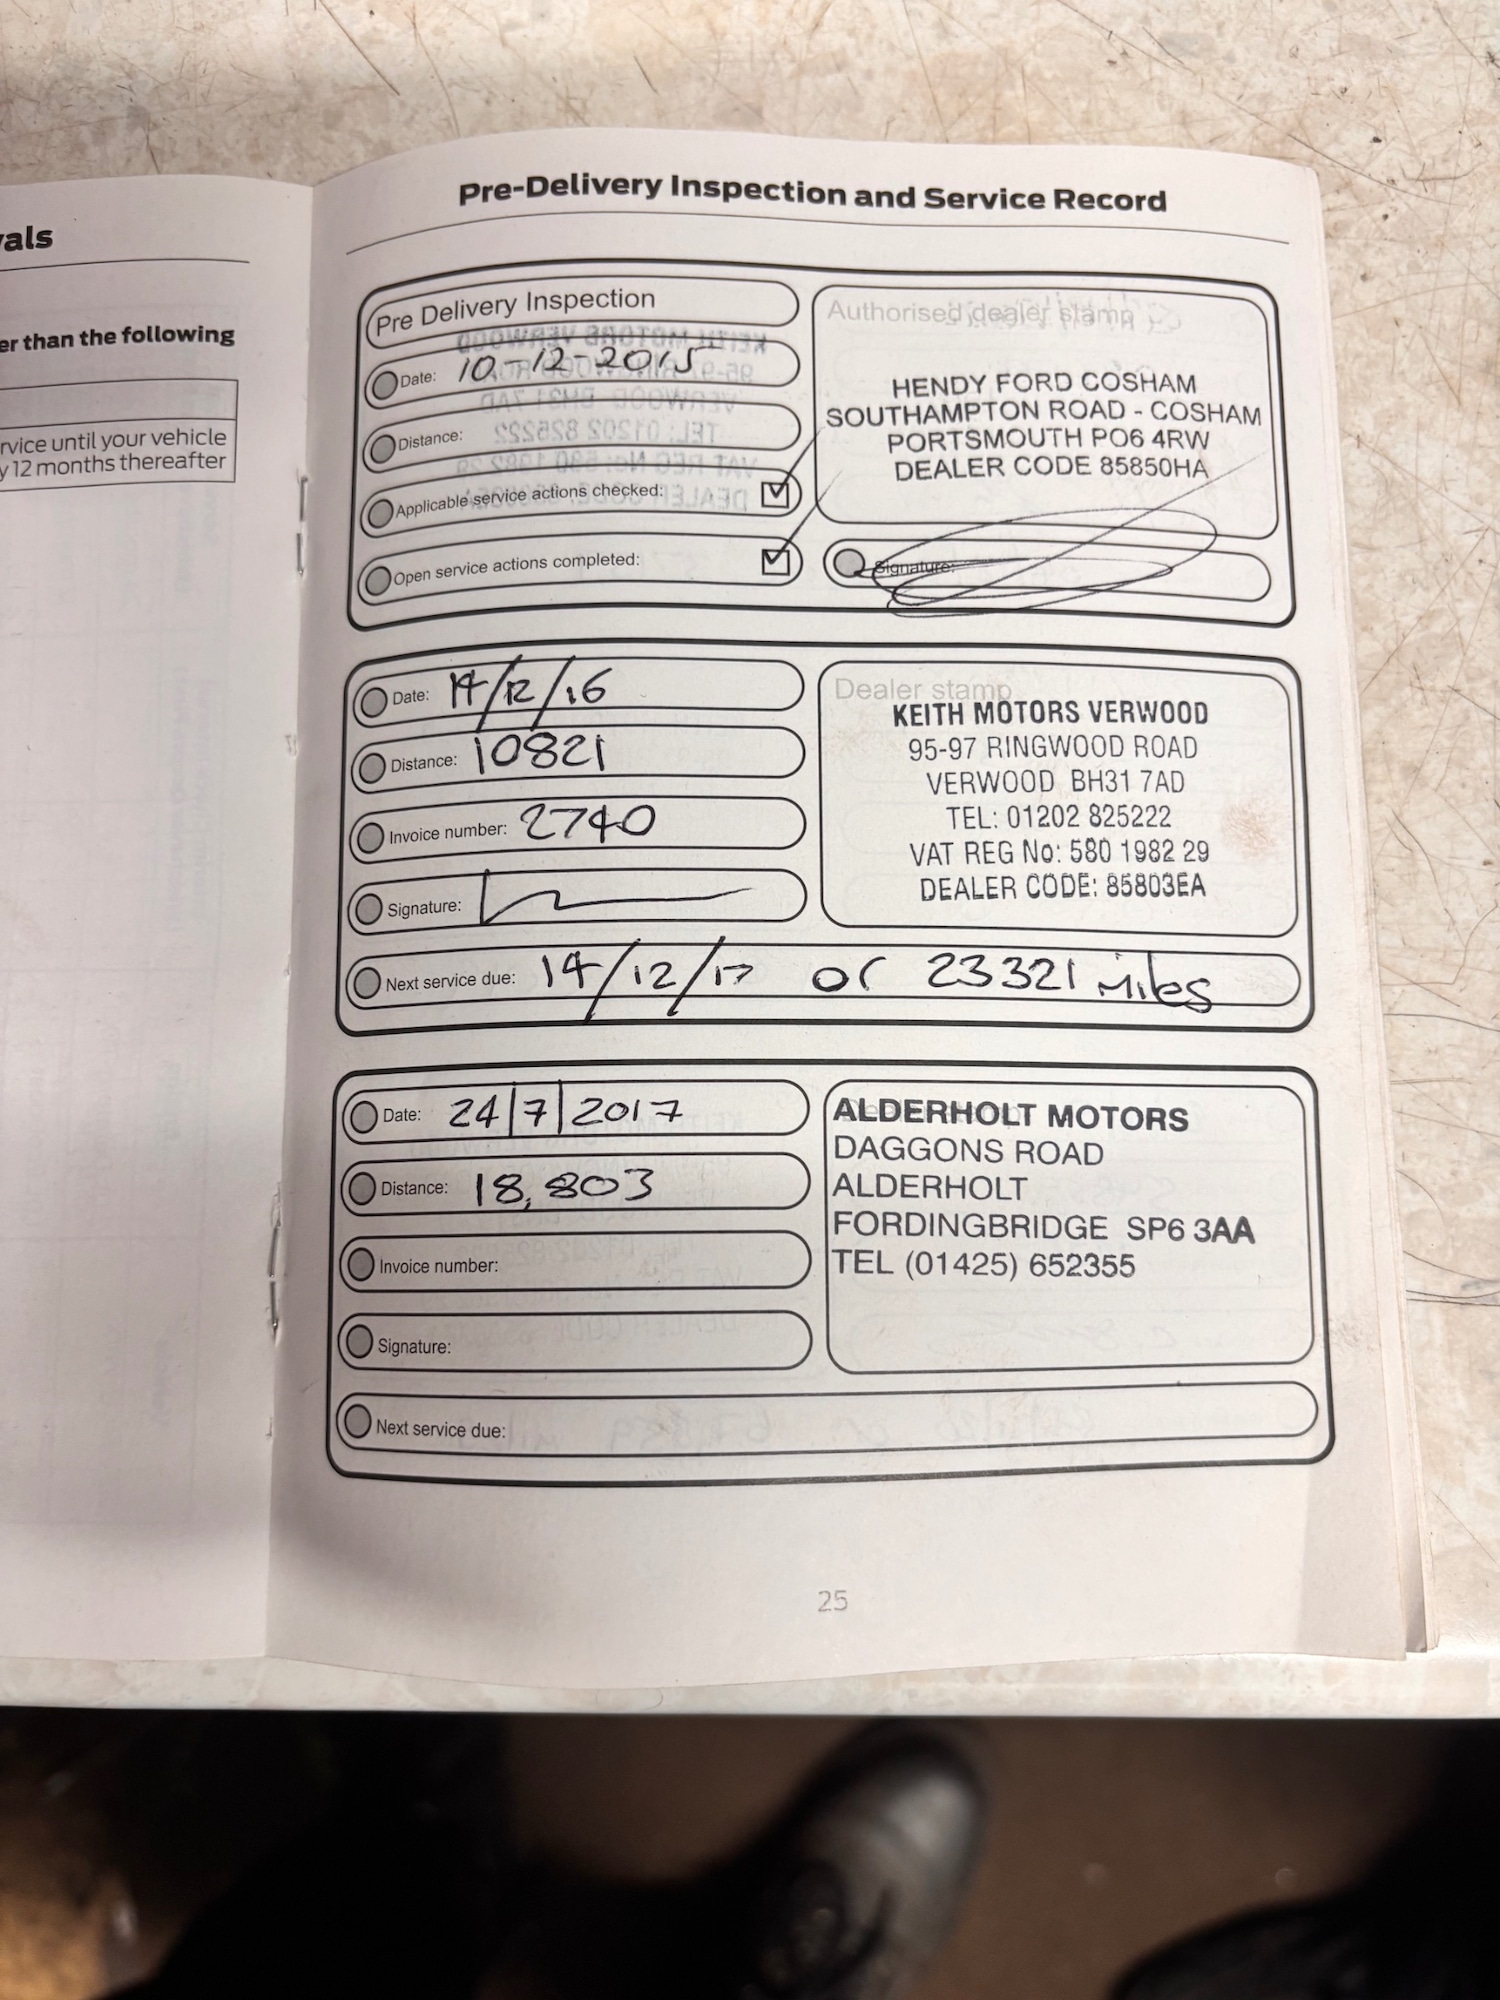 vals
er than the following
rvice until your vehicle
y 12 months thereafter
Pre-Delivery Inspection and Service Record
Pre Delivery Inspection
Date: 10-12-2015
Distance:
Applicable service actions checked:
Open service actions completed:
Authorised dealer stamp
HENDY FORD COSHAM
SOUTHAMPTON ROAD - COSHAM
PORTSMOUTH PO6 4RW
DEALER CODE 85850HA
Signature:
Date: 14/12/16
Distance: 10821
Invoice number: 2740
Signature:
Dealer stamp
KEITH MOTORS VERWOOD
95-97 RINGWOOD ROAD
VERWOOD BH31 7AD
TEL: 01202 825222
VAT REG No: 580 1982 29
DEALER CODE: 85803EA
Next service due: 14/12/17 or 23321 miles
Date: 24/7/2017
Distance: 18,803
Invoice number:
Signature:
Next service due:
ALDERHOLT MOTORS
DAGGONS ROAD
ALDERHOLT
FORDINGBRIDGE SP6 3AA
TEL (01425) 652355
25